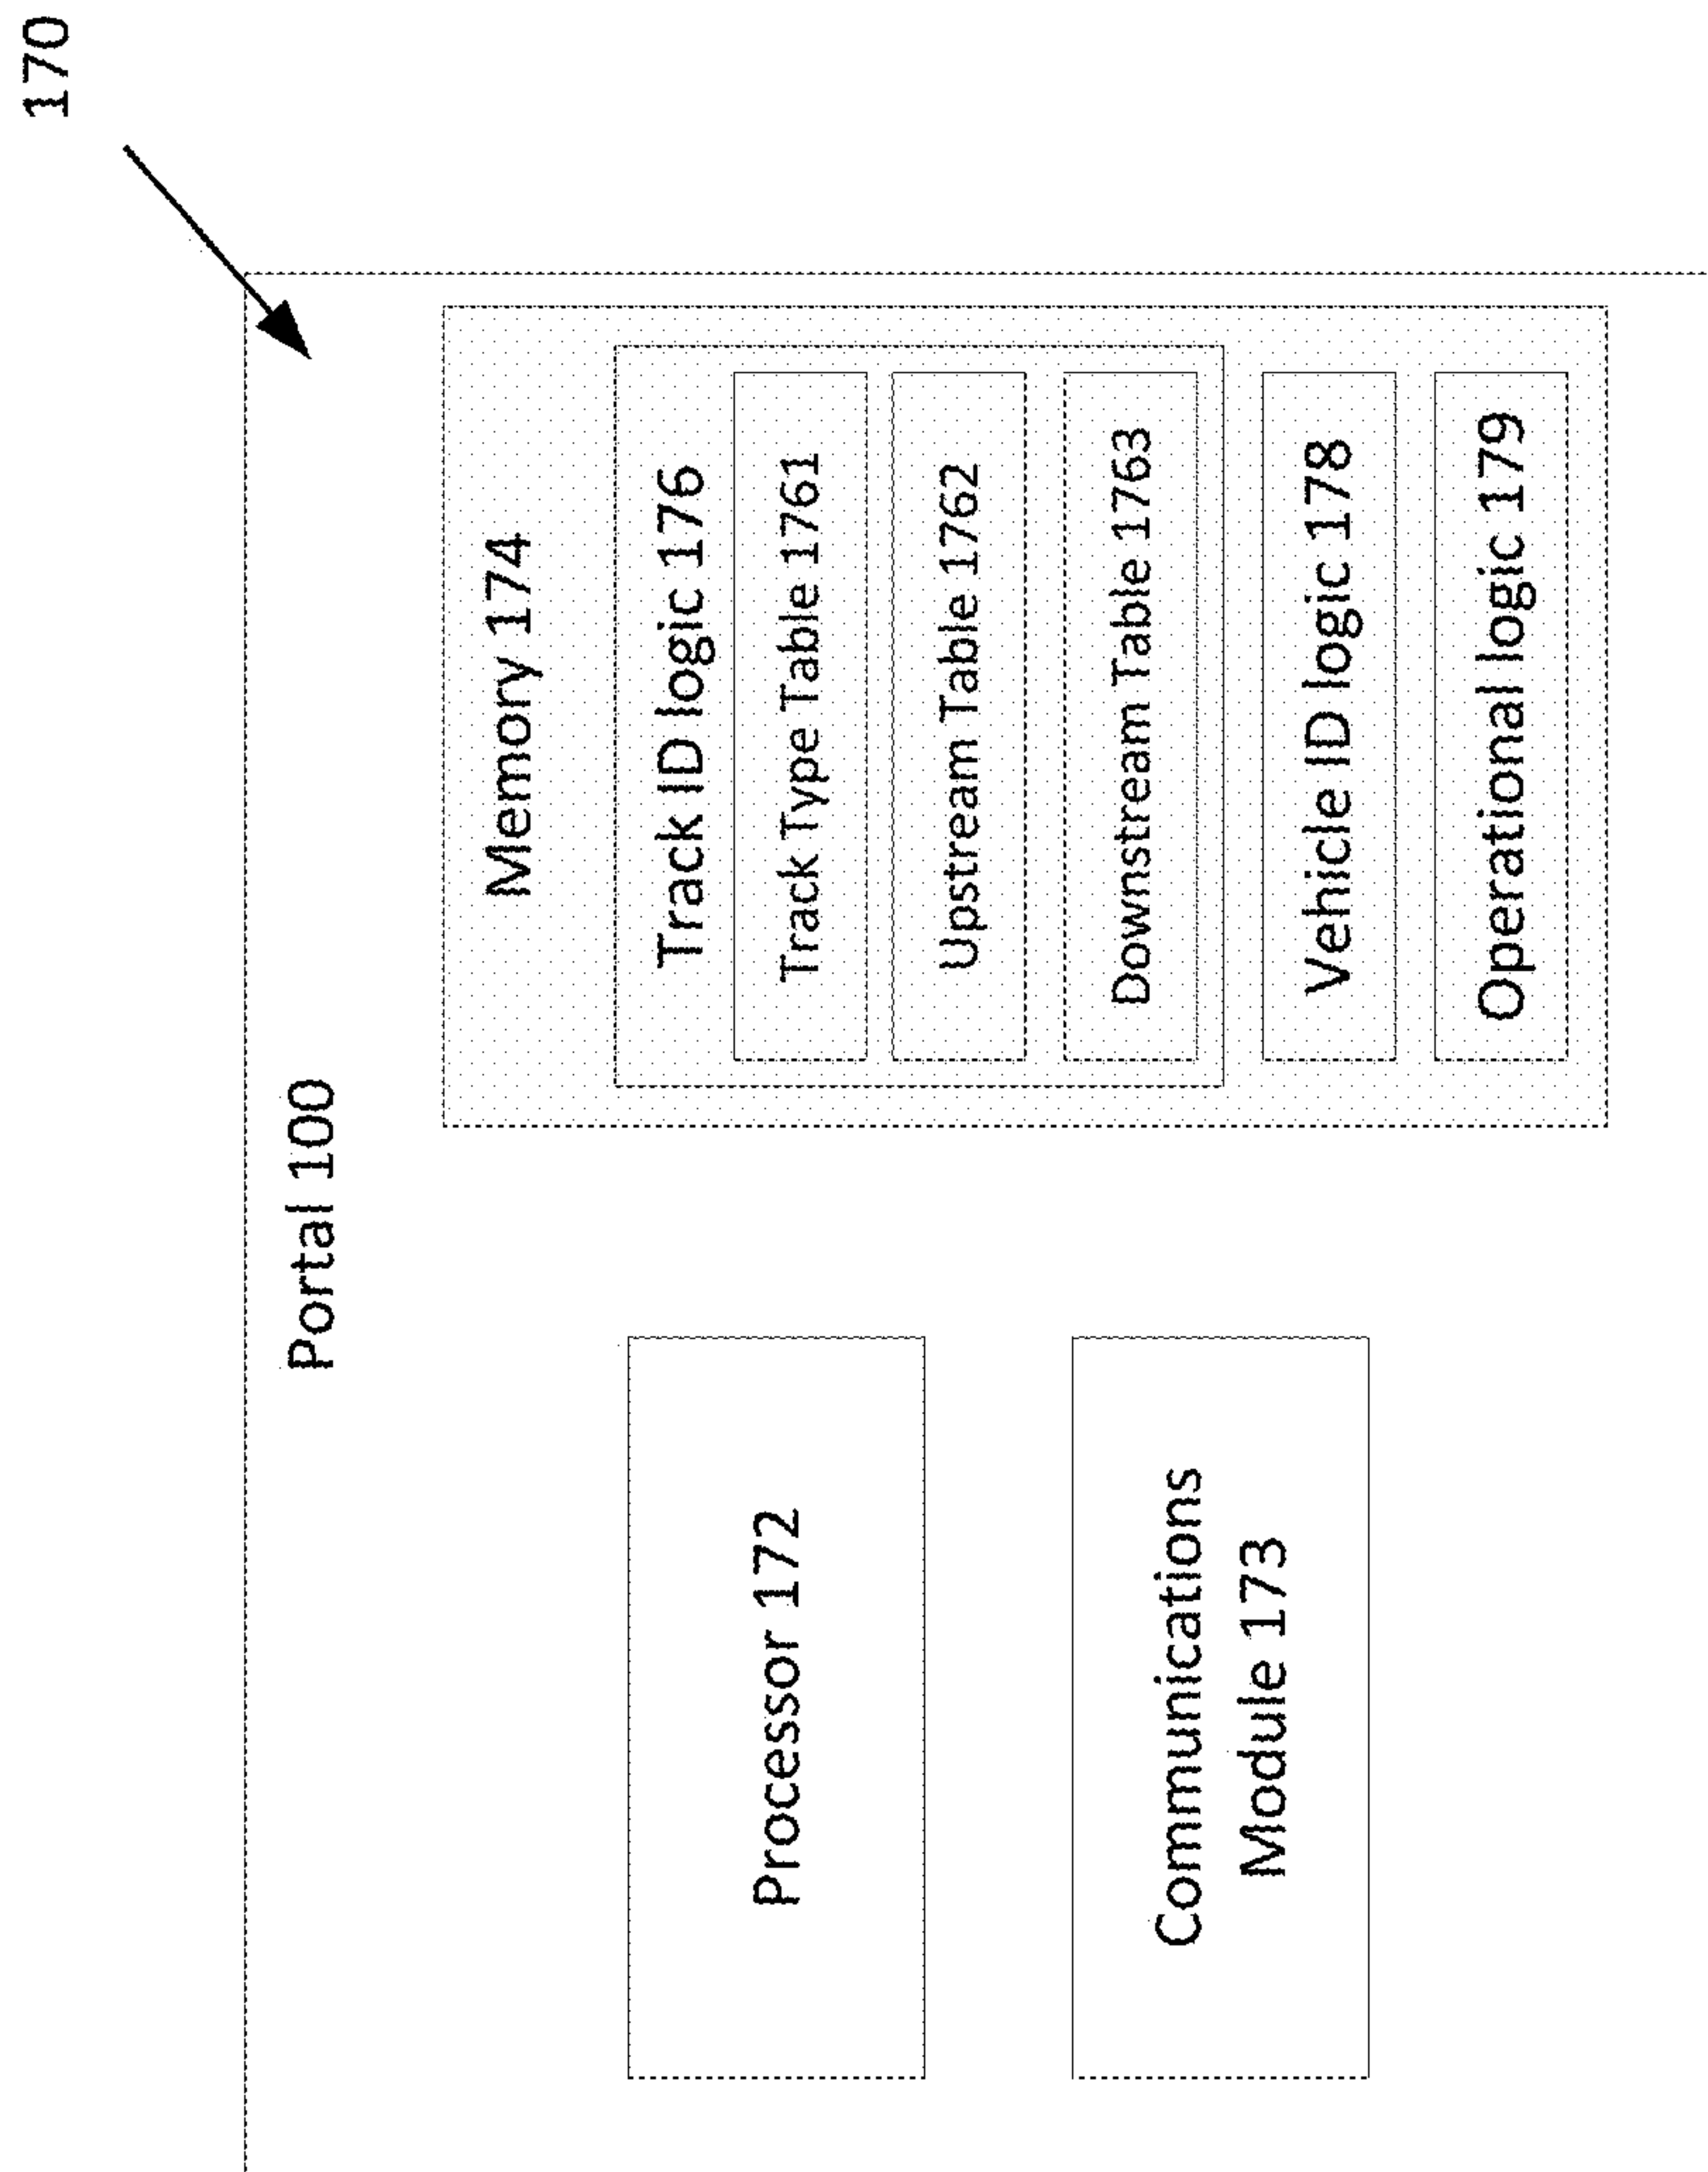 170
Portal 100
Memory 174
Track ID logic 176
Track Type Table 1761
Upstream Table 1762
Downstream Table 1763
Vehicle ID logic 178
Operational logic 179
Processor 172
Communications
Module 173